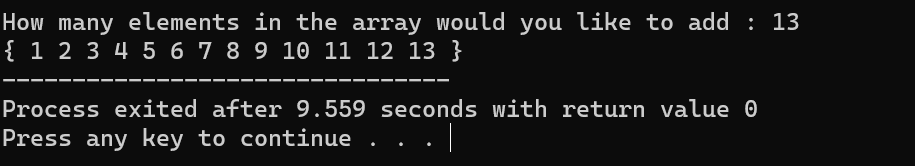 How many elements in the array would you like to add : 13
{ 1 2 3 4 5 6 7 8 9 10 11 12 13 }
--------------------------------
Process exited after 9.559 seconds with return value 0
Press any key to continue . . .